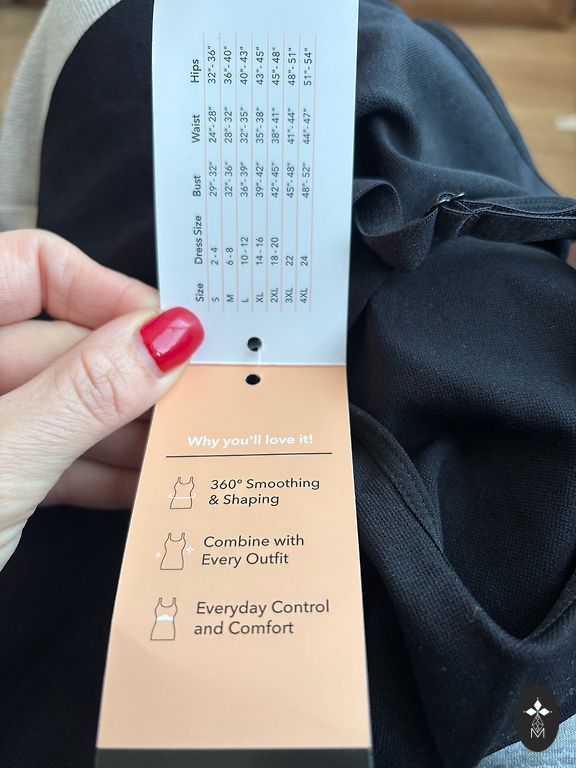 Size Dress Size Bust Waist Hips
S 2 - 4 29"- 32" 24"- 28" 32"- 36"
M 6 - 8 32"- 36" 28"- 32" 36"- 40"
L 10 - 12 36"- 39" 32"- 35" 40"- 43"
XL 14 - 16 39"- 42" 35"- 38" 43"- 45"
2XL 18 - 20 42"- 45" 38"- 41" 45"- 48"
3XL 22 45"- 48" 41"- 44" 48"- 51"
4XL 24 48"- 52" 44"- 47" 51"- 54"
Why you'll love it!
360° Smoothing
& Shaping
Combine with
Every Outfit
Everyday Control
and Comfort
M